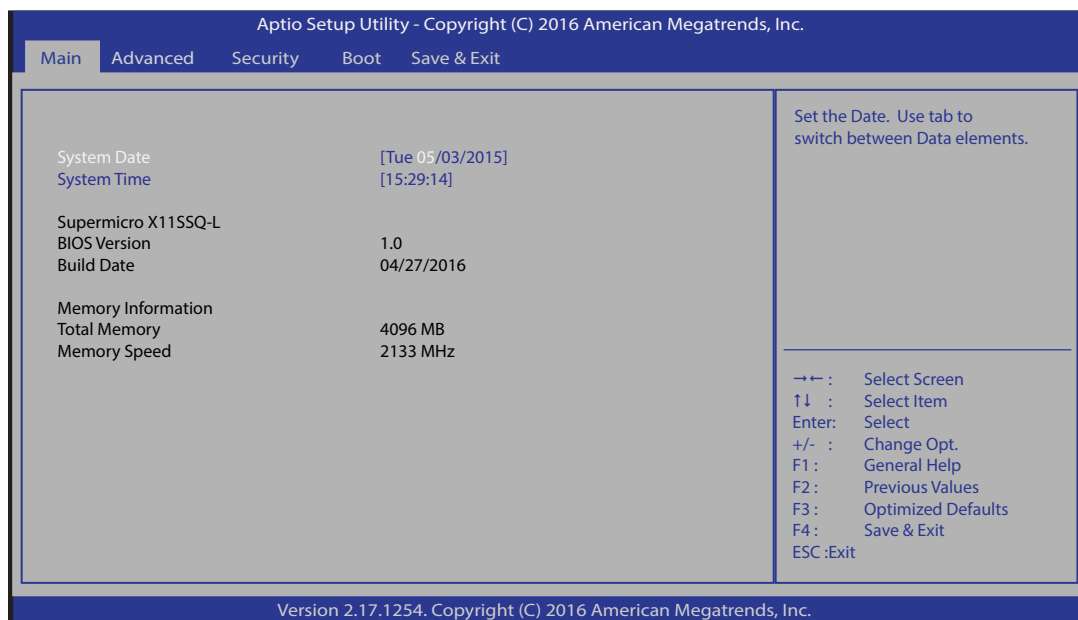 Aptio Setup Utility - Copyright (C) 2016 American Megatrends, Inc.
Main Advanced Security Boot Save & Exit
System Date [Tue 05/03/2015]
System Time [15:29:14]
Supermicro X11SSQ-L
BIOS Version 1.0
Build Date 04/27/2016
Memory Information
Total Memory 4096 MB
Memory Speed 2133 MHz
Set the Date. Use tab to
switch between Data elements.
→← : Select Screen
↑↓ : Select Item
Enter: Select
+/- : Change Opt.
F1 : General Help
F2 : Previous Values
F3 : Optimized Defaults
F4 : Save & Exit
ESC :Exit
Version 2.17.1254. Copyright (C) 2016 American Megatrends, Inc.